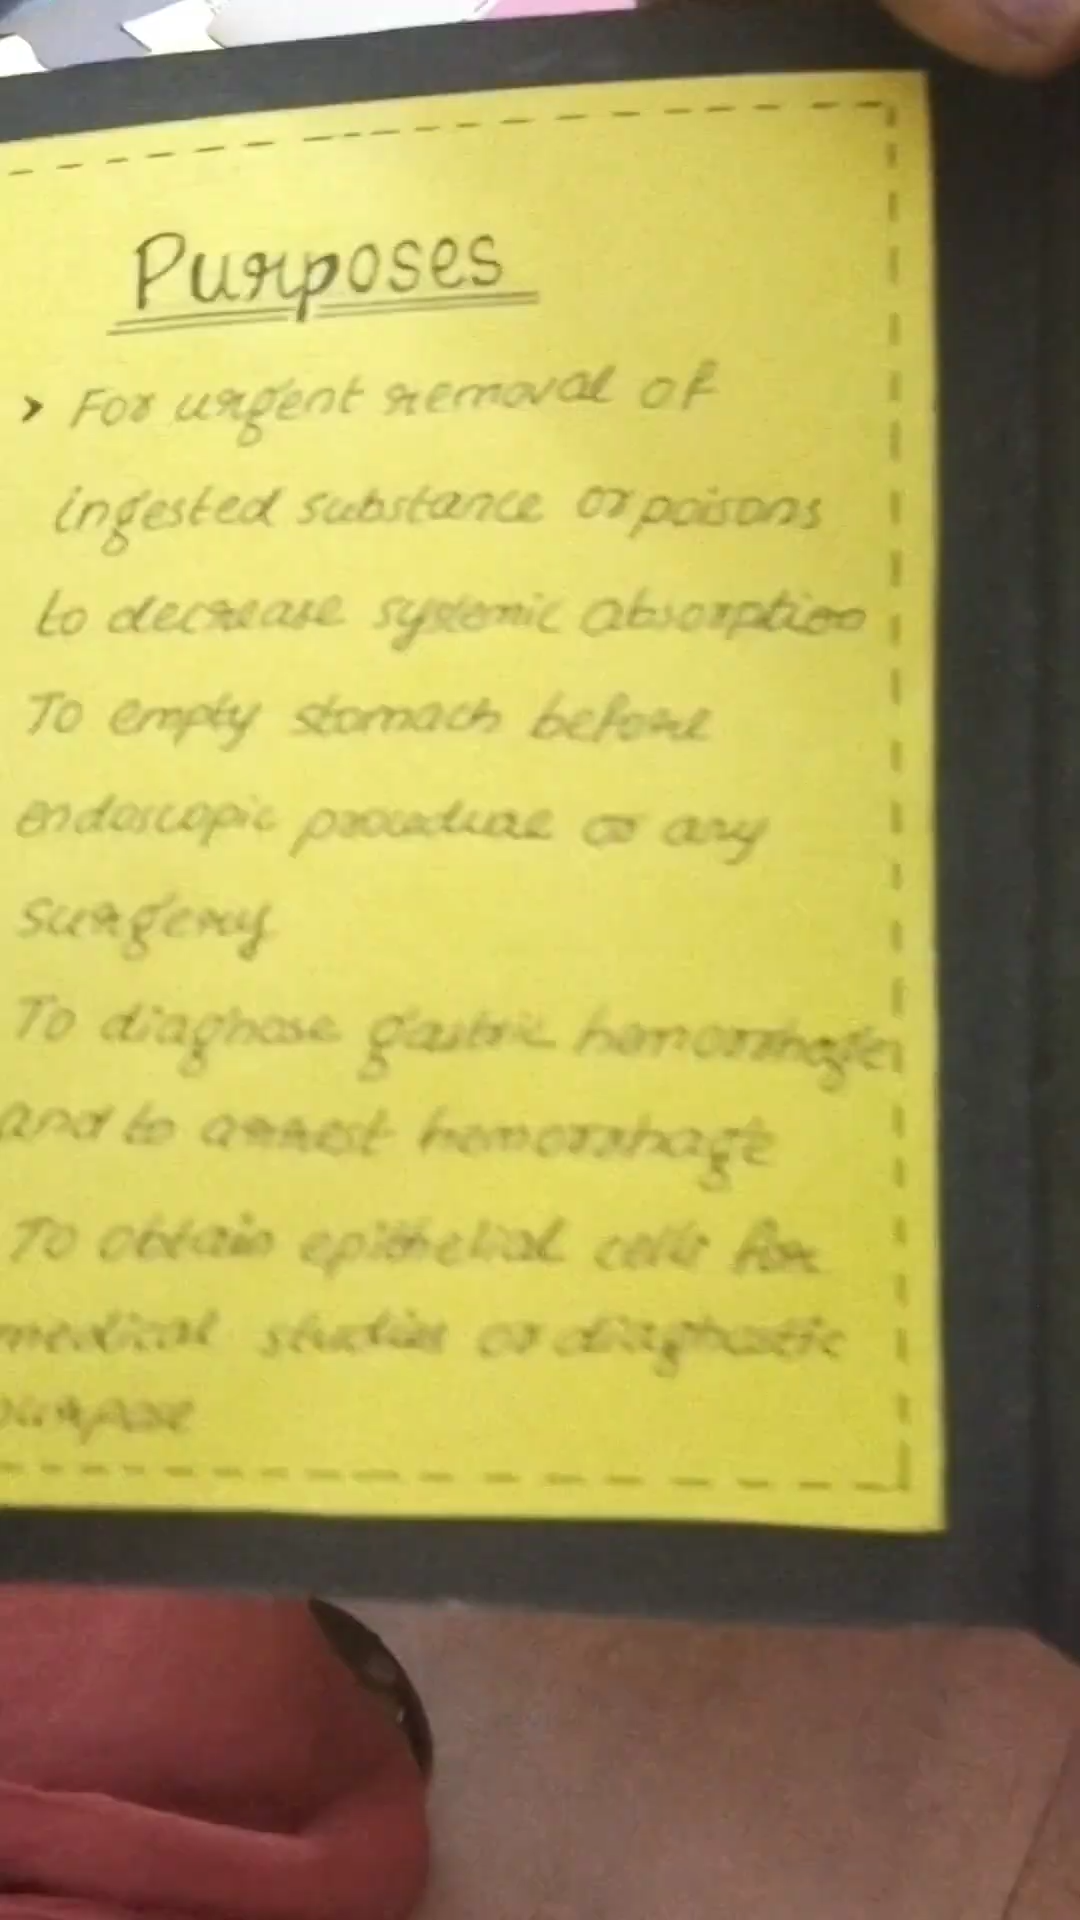 Purposes
> For urgent removal of
ingested substance or poisons
to decrease systemic absorption
To empty stomach before
endoscopic procedure or any
surgery
To diagnose gastric hemorrhage
and to arrest hemorrhage
To obtain epithelial cells for
medical studies or diagnostic
purpose